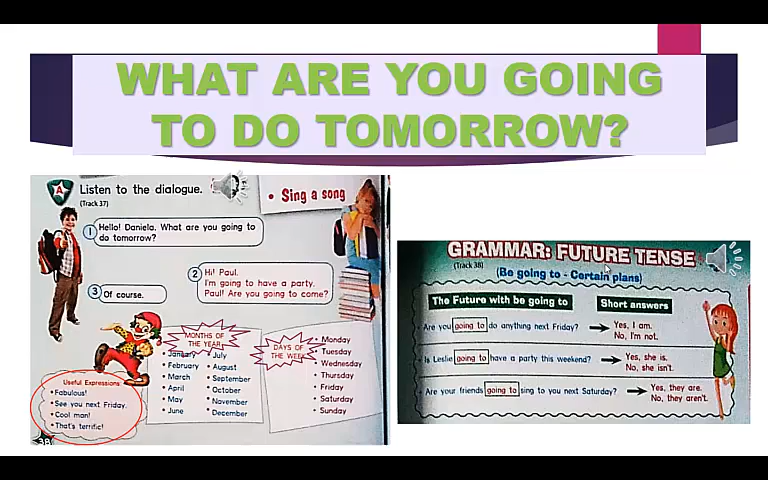 WHAT ARE YOU GOING
TO DO TOMORROW?
A
Listen to the dialogue.
(Track 37)
• Sing a song
1 Hello! Daniela. What are you going to
do tomorrow?
2 Hi! Paul.
I'm going to have a party.
Paul! Are you going to come?
3 Of course.
MONTHS OF
THE YEAR
January
February
March
April
May
June
July
August
September
October
November
December
DAYS OF
THE WEEK
• Monday
• Tuesday
• Wednesday
• Thursday
• Friday
• Saturday
• Sunday
Useful Expressions:
•Fabulous!
•See you next Friday.
•Cool man!
•That's terrific!
38
GRAMMAR: FUTURE TENSE
(Track 38)
(Be going to - Certain plans)
The Future with be going to
Short answers
Are you going to do anything next Friday?
Yes, I am.
No, I'm not.
Is Leslie going to have a party this weekend?
Yes, she is.
No, she isn't.
Are your friends going to sing to you next Saturday?
Yes, they are.
No, they aren't.